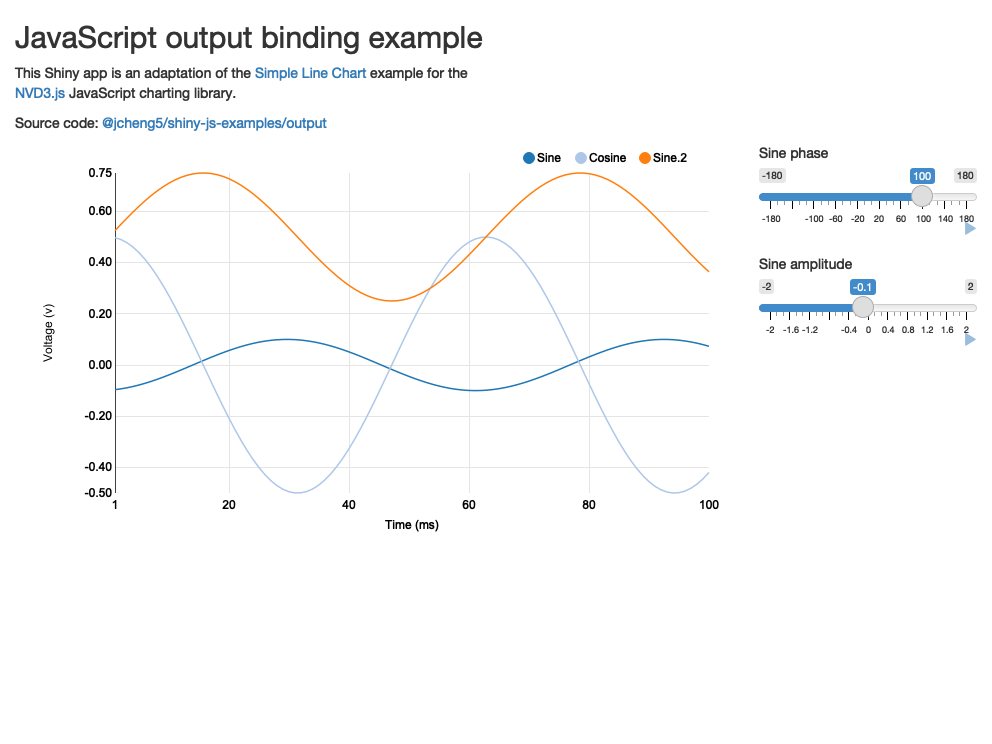 JavaScript output binding example
This Shiny app is an adaptation of the Simple Line Chart example for the
NVD3.js JavaScript charting library.
Source code: @jcheng5/shiny-js-examples/output
Sine Cosine Sine.2
0.75
0.60
0.40
0.20
0.00
-0.20
-0.40
-0.50
Voltage (v)
1 20 40 60 80 100
Time (ms)
Sine phase
-180 100 180
-180 -100 -60 -20 20 60 100 140 180
Sine amplitude
-2 -0.1 2
-2 -1.6 -1.2 -0.4 0 0.4 0.8 1.2 1.6 2